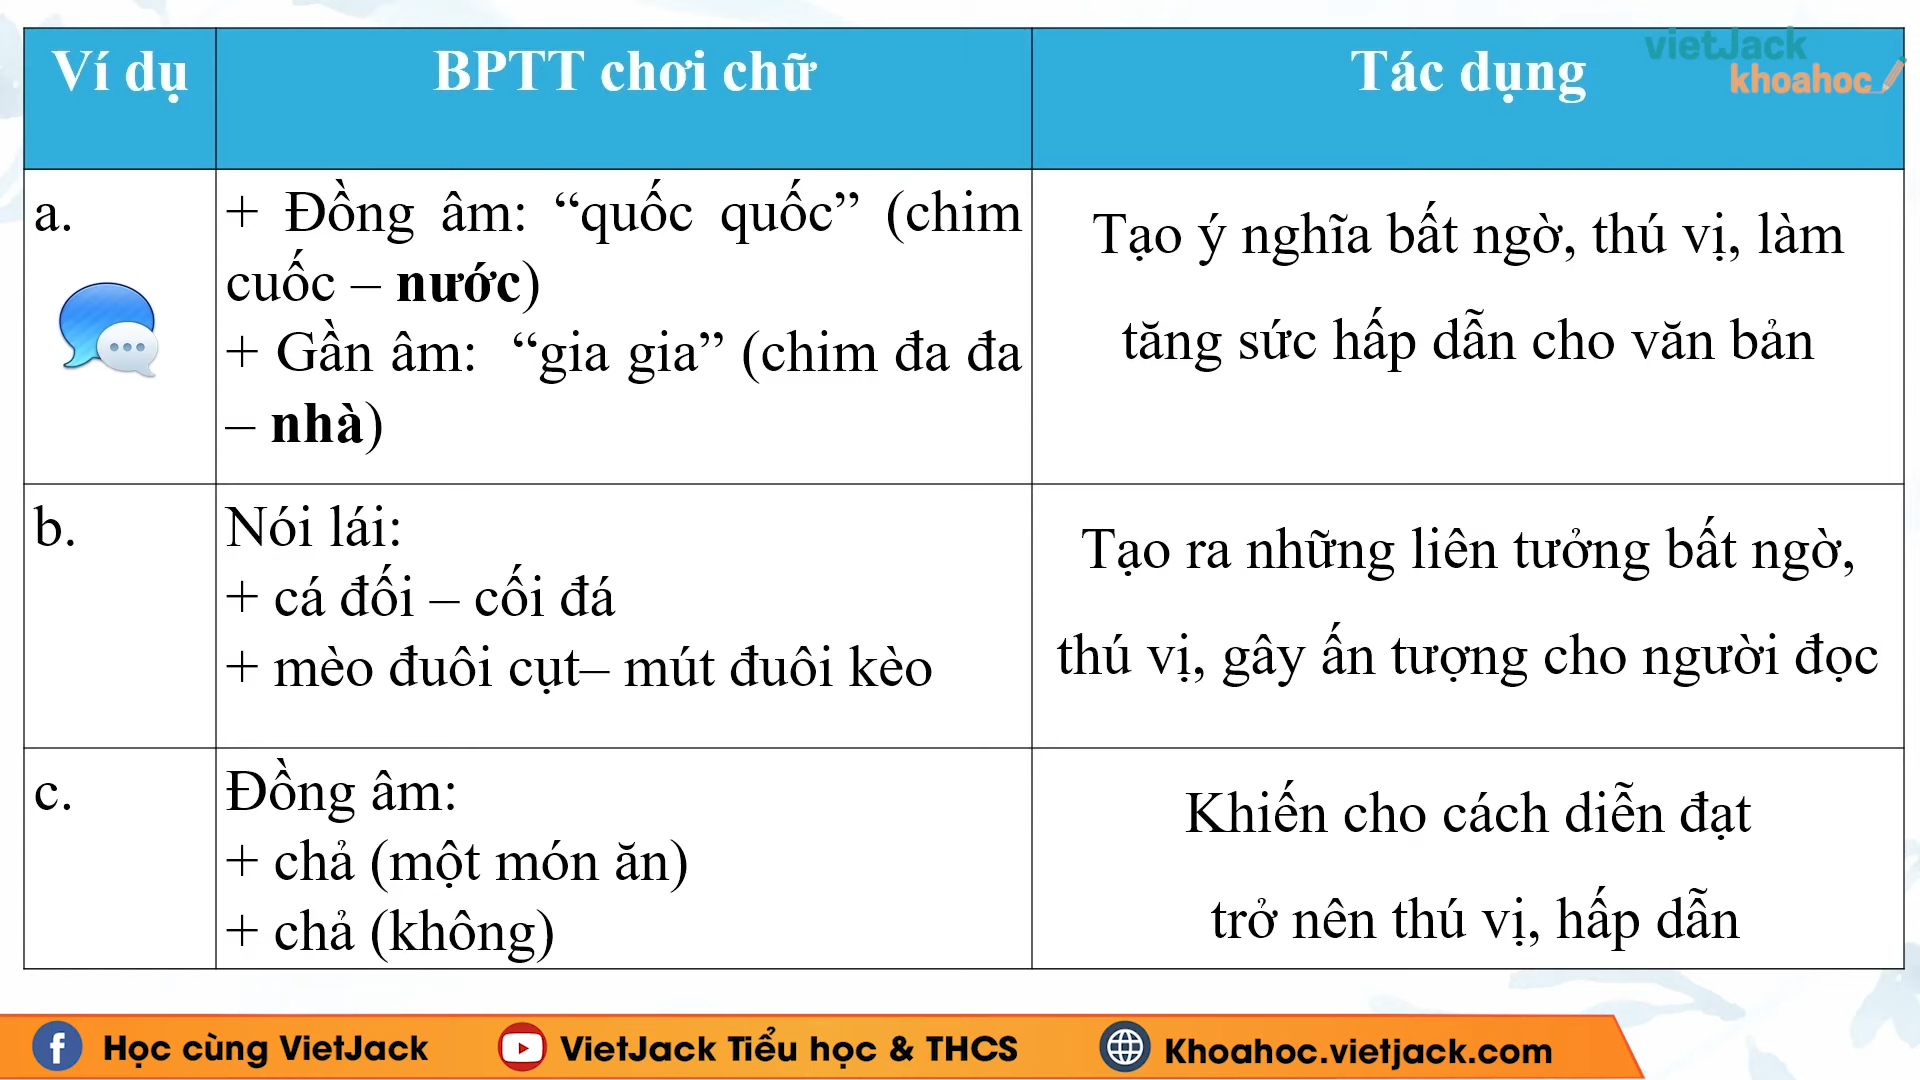 Ví dụ
BPTT chơi chữ
Tác dụng
vietJack
khoahoc
a.
+ Đồng âm: “quốc quốc” (chim
cuốc – nước)
+ Gần âm: “gia gia” (chim đa đa
– nhà)
Tạo ý nghĩa bất ngờ, thú vị, làm
tăng sức hấp dẫn cho văn bản
b.
Nói lái:
+ cá đối – cối đá
+ mèo đuôi cụt– mút đuôi kèo
Tạo ra những liên tưởng bất ngờ,
thú vị, gây ấn tượng cho người đọc
c.
Đồng âm:
+ chả (một món ăn)
+ chả (không)
Khiến cho cách diễn đạt
trở nên thú vị, hấp dẫn
Học cùng VietJack
VietJack Tiểu học & THCS
Khoahoc.vietjack.com